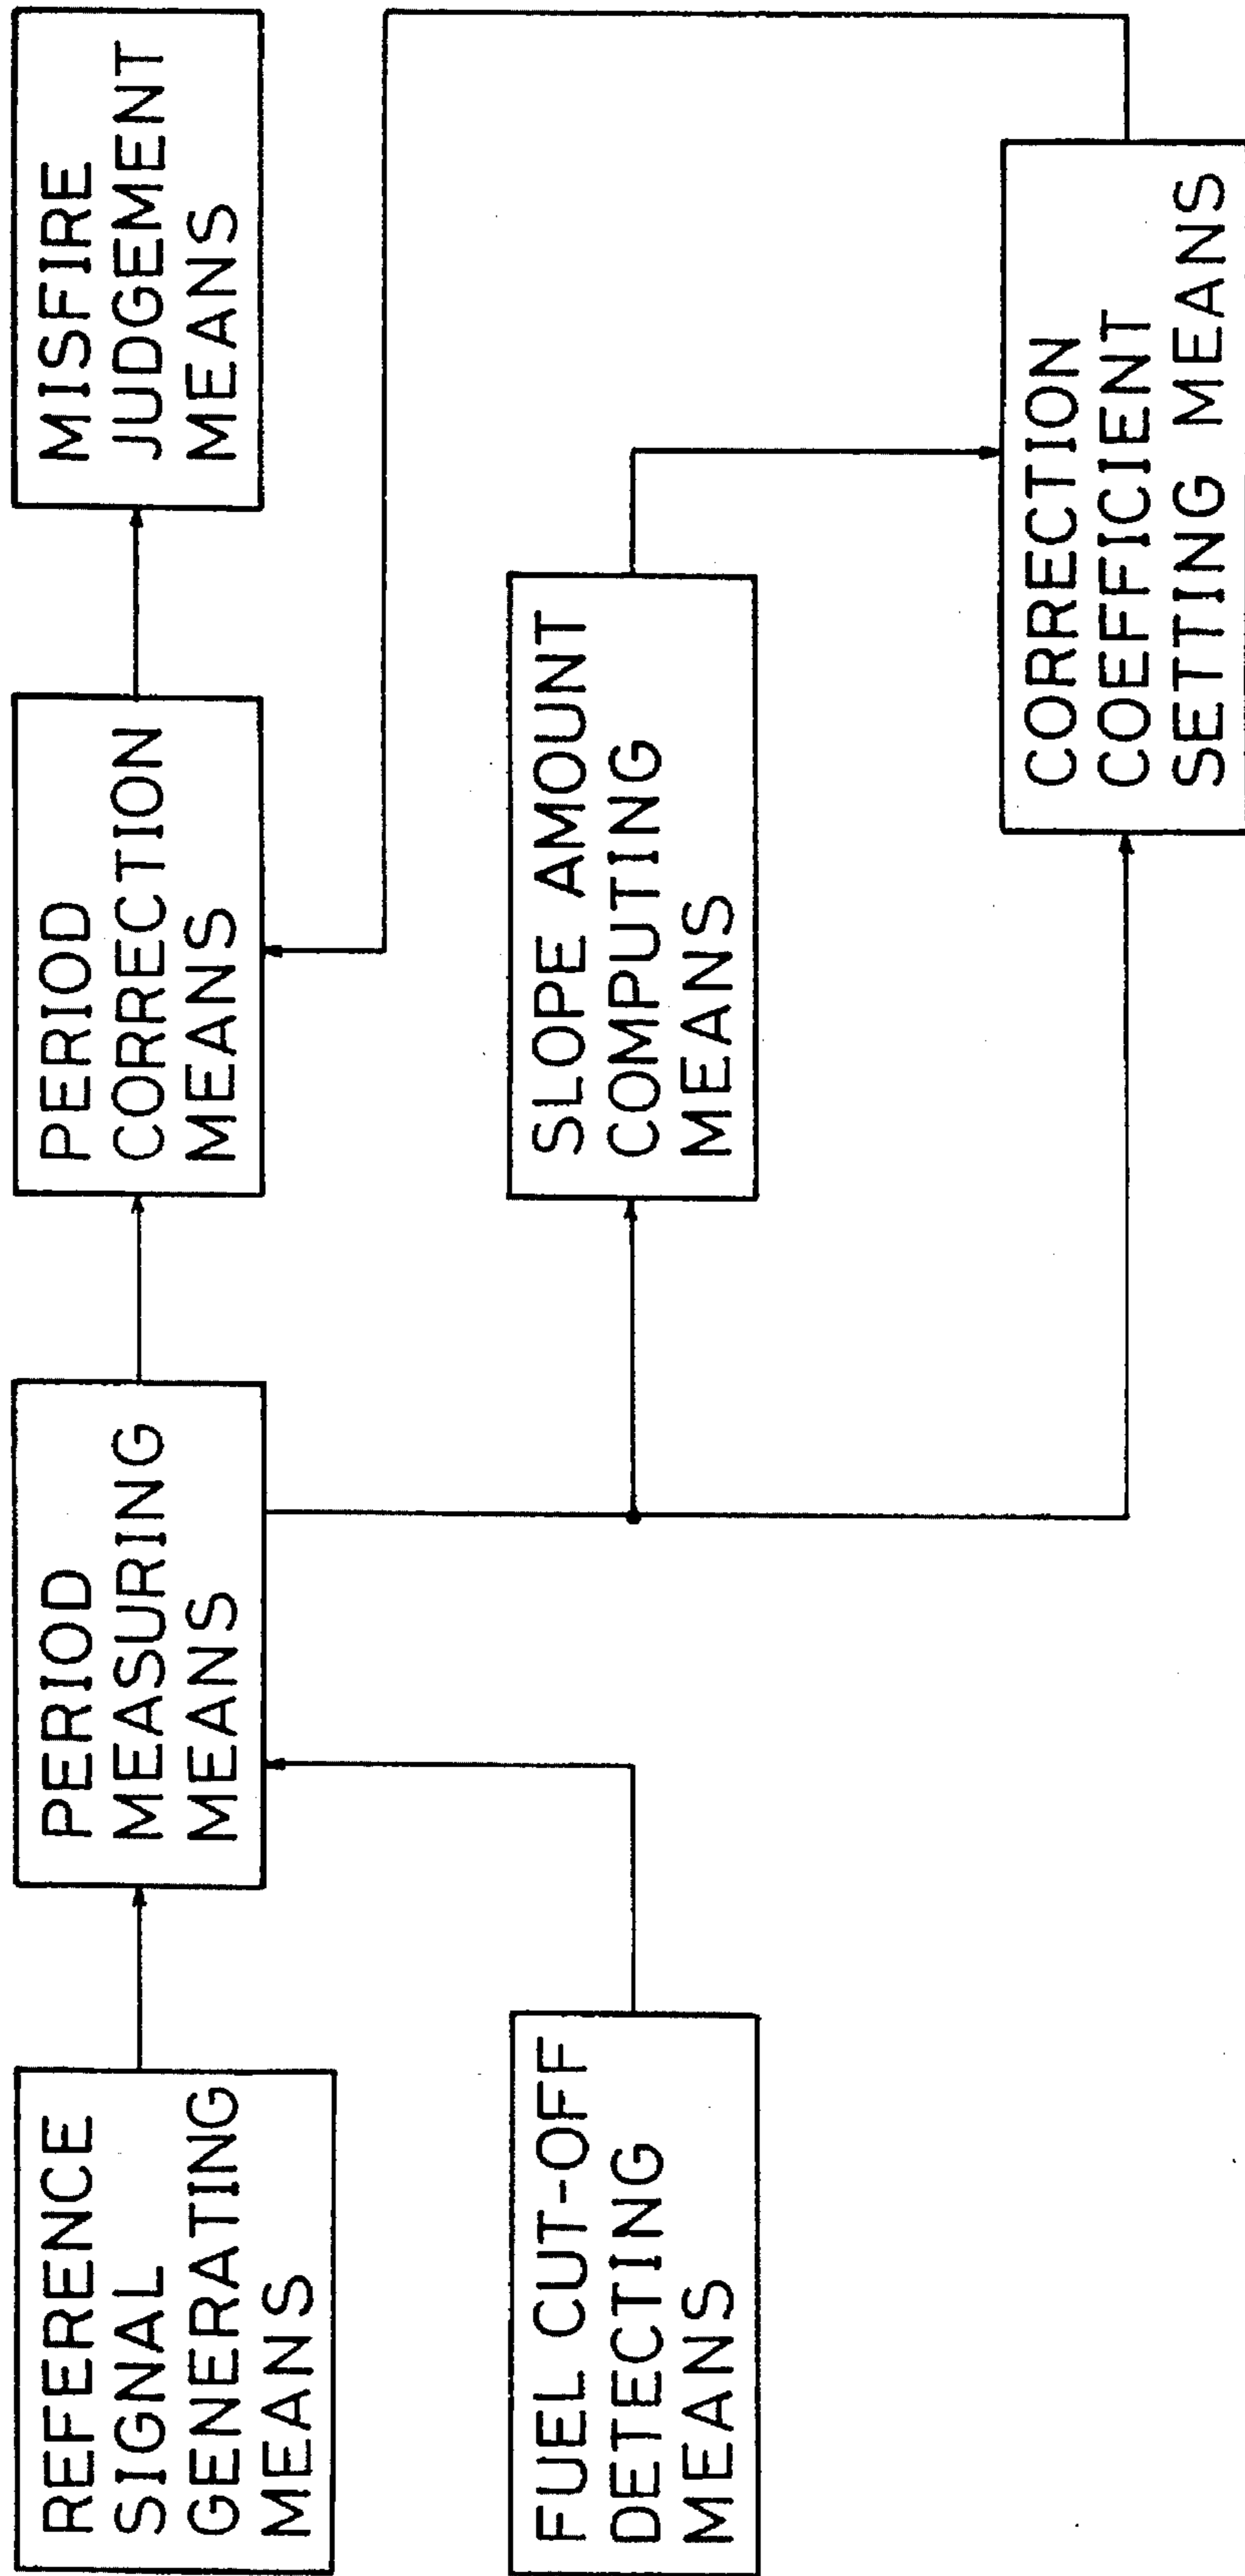 REFERENCE
SIGNAL
GENERATING
MEANS
PERIOD
MEASURING
MEANS
PERIOD
CORRECTION
MEANS
MISFIRE
JUDGEMENT
MEANS
FUEL CUT-OFF
DETECTING
MEANS
SLOPE AMOUNT
COMPUTING
MEANS
CORRECTION
COEFFICIENT
SETTING MEANS